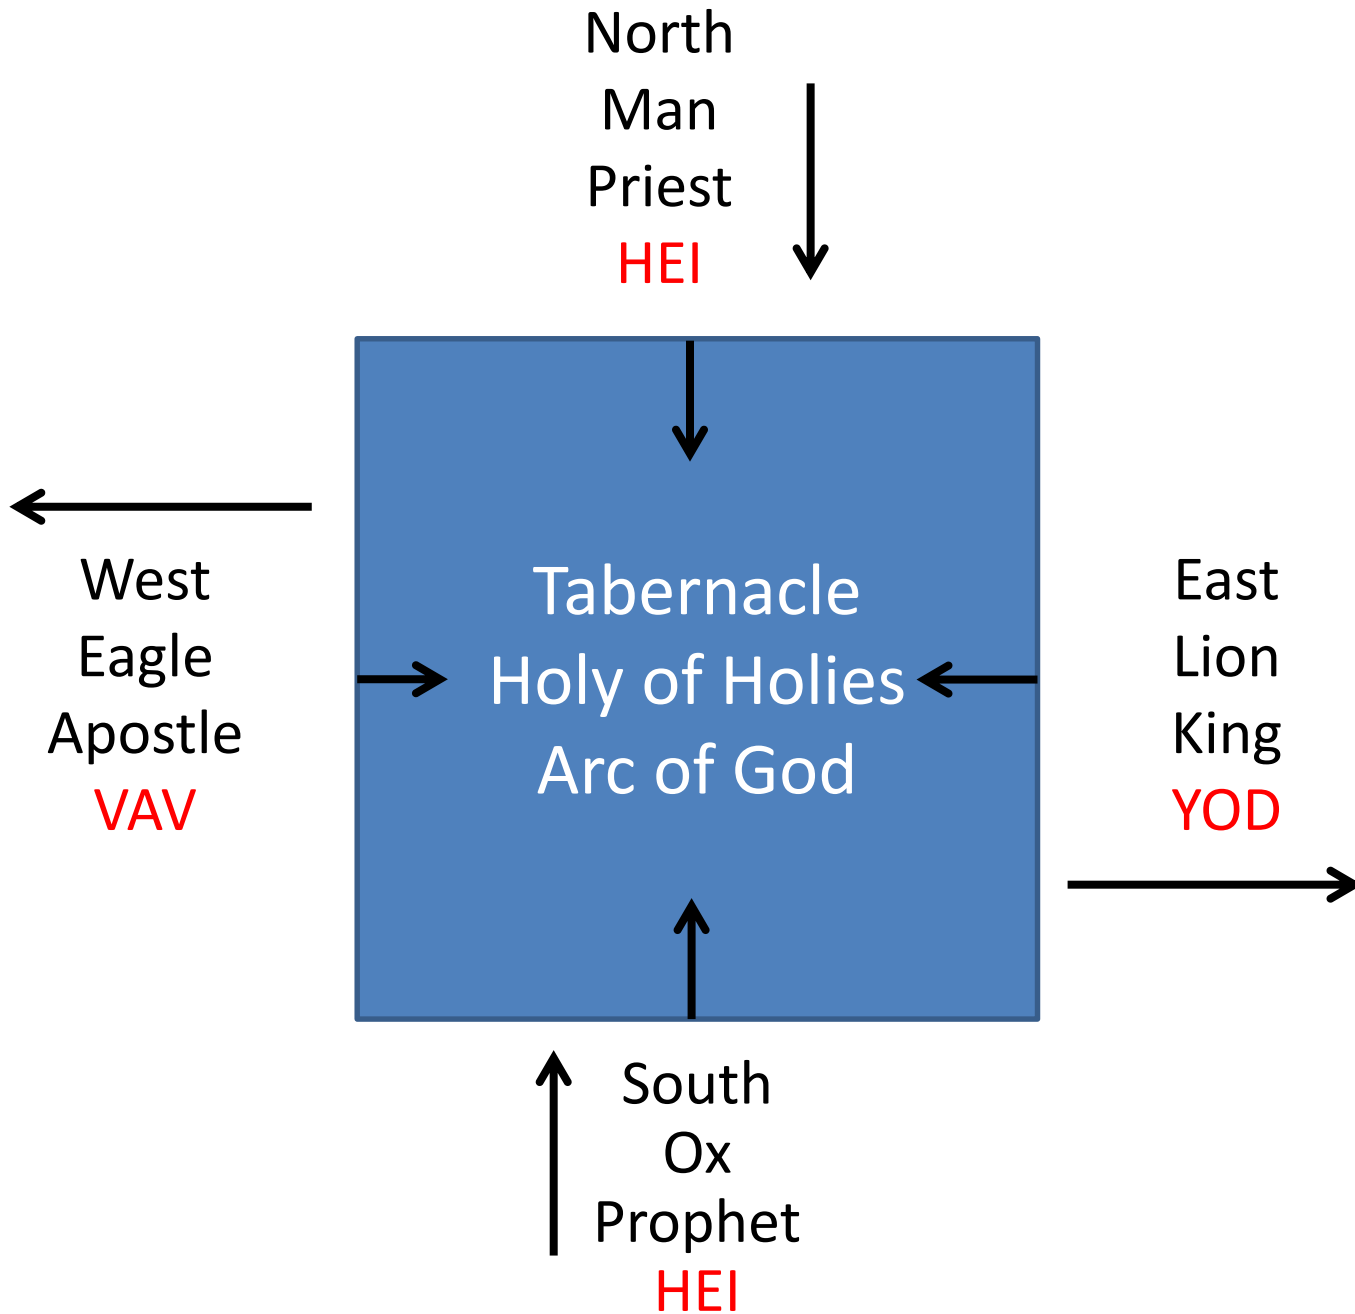 North
Man
Priest
HEI
West
Eagle
Apostle
VAV
Tabernacle
Holy of Holies
Arc of God
East
Lion
King
YOD
South
Ox
Prophet
HEI